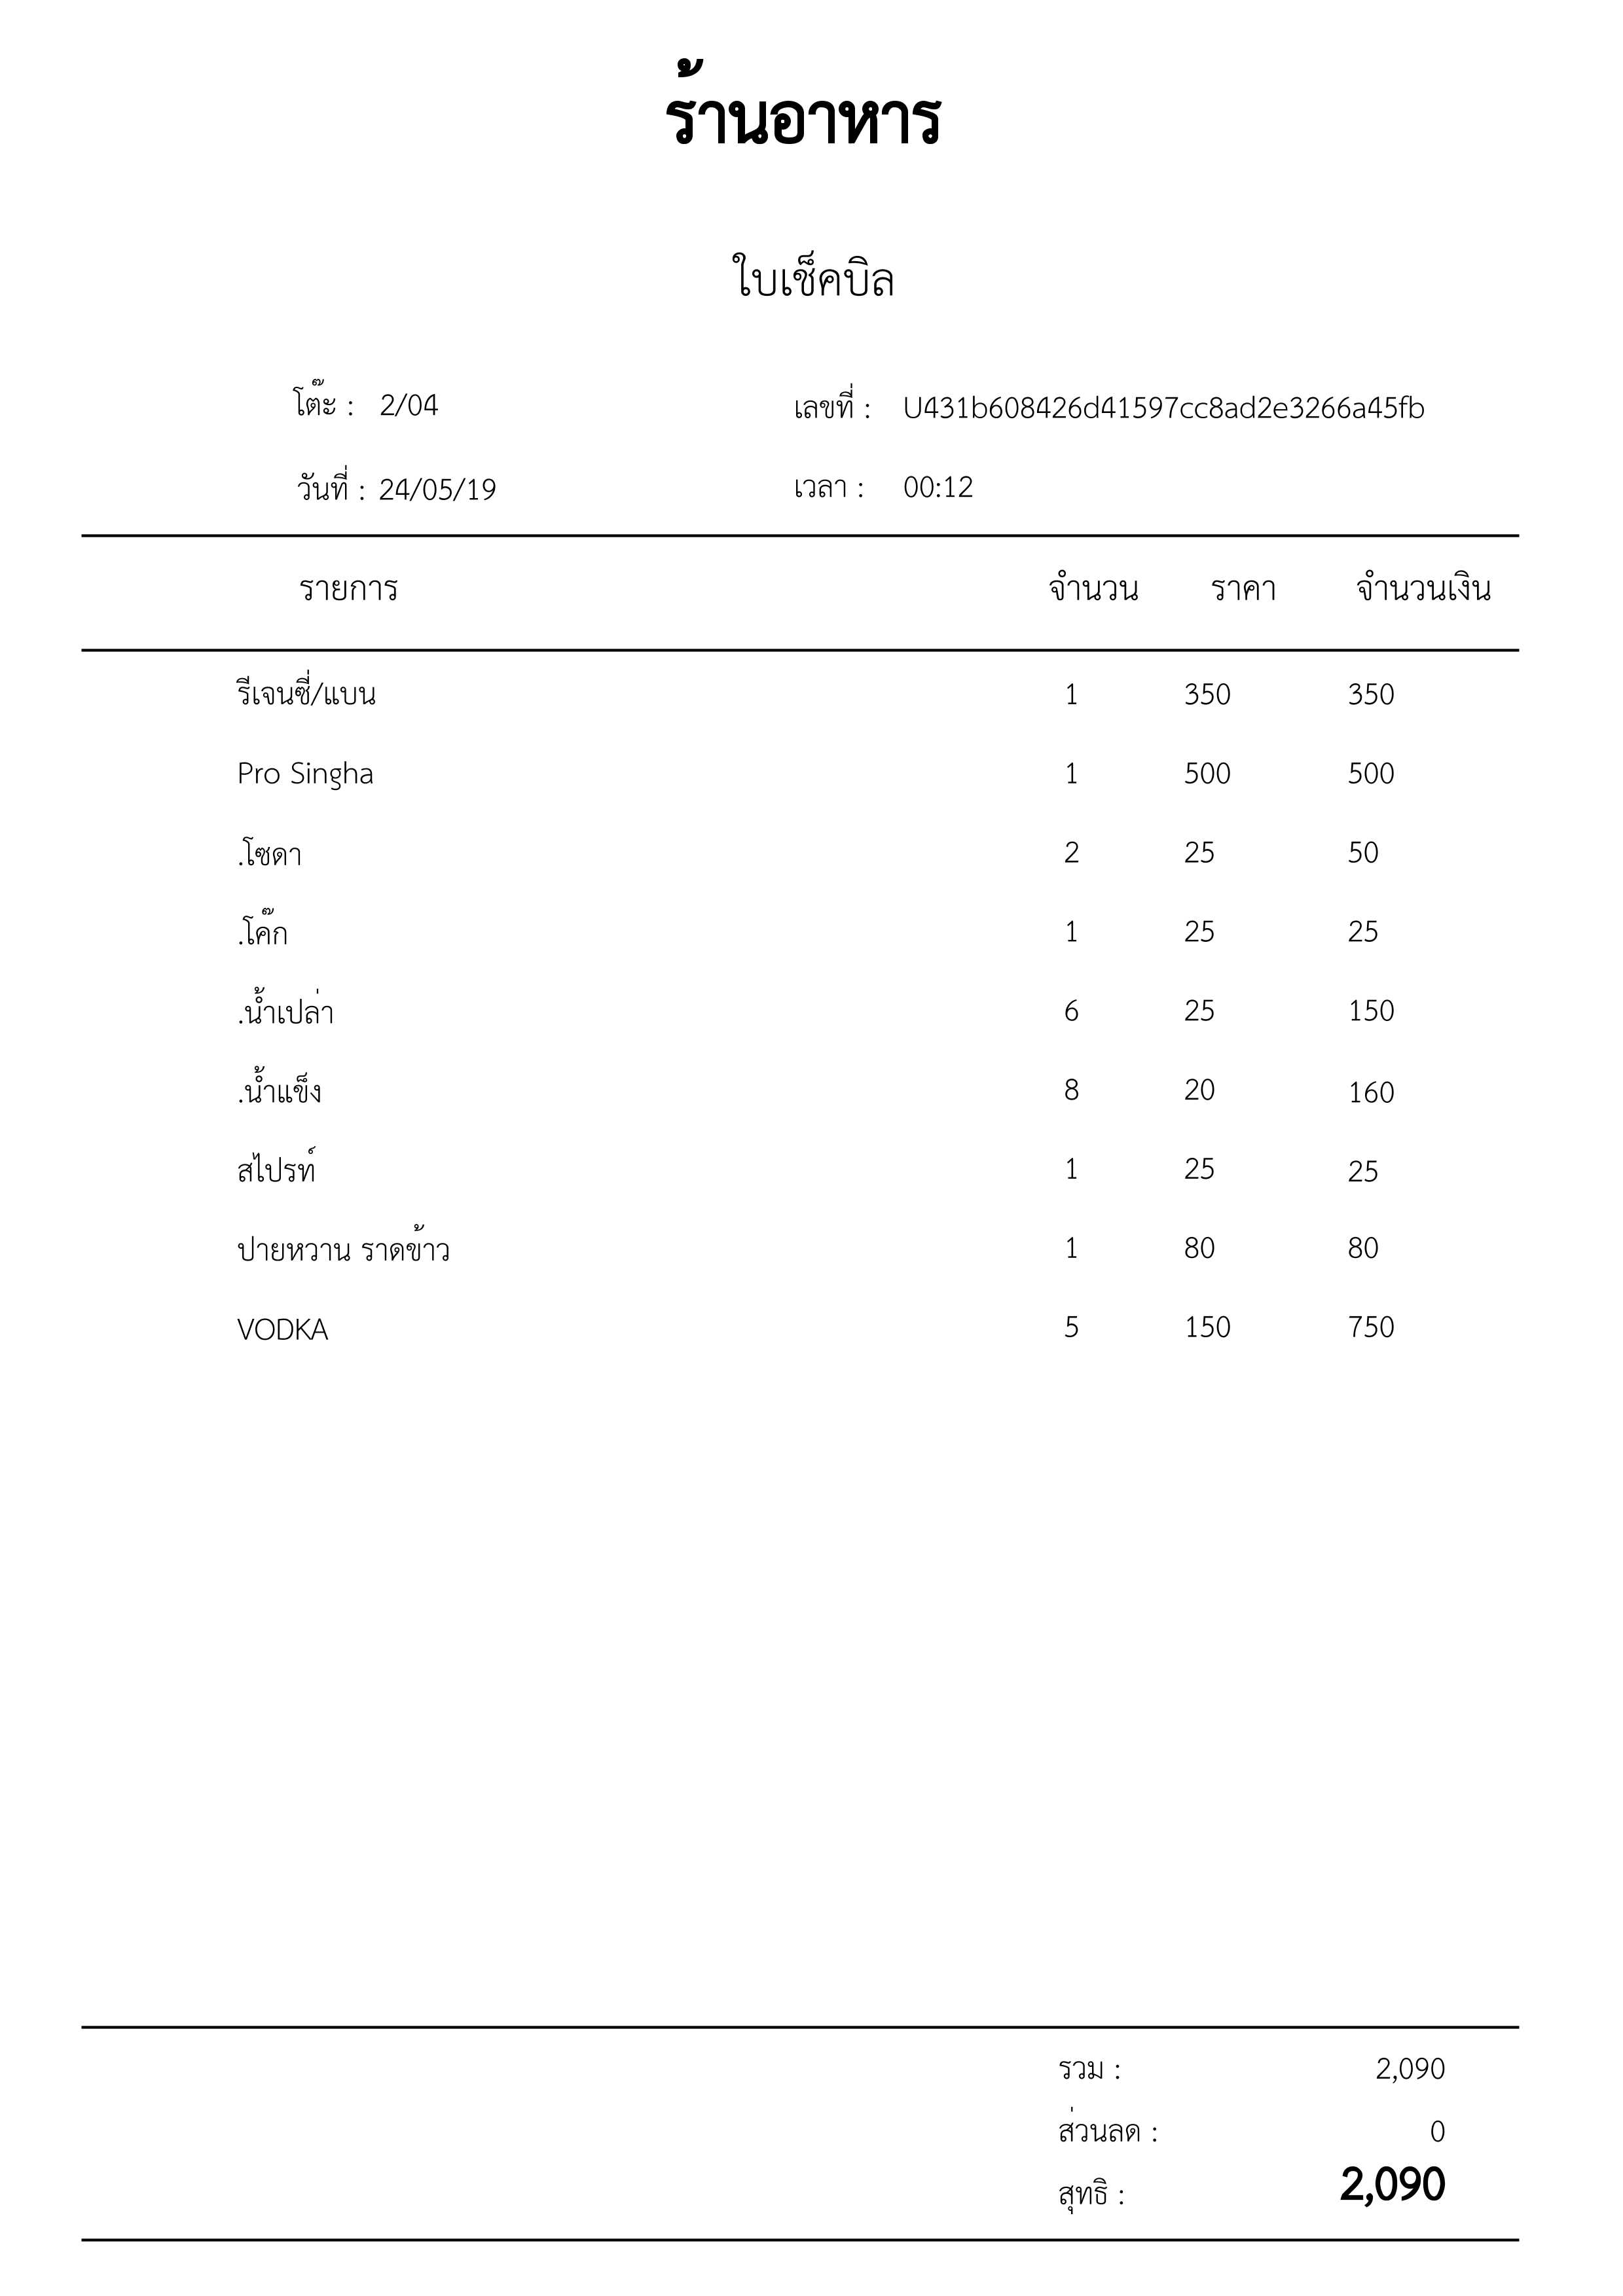 ร้านอาหาร
ใบเช็คบิล
โต๊ะ : 2/04 เลขที่ : U431b608426d41597cc8ad2e3266a45fb
วันที่ : 24/05/19 เวลา : 00:12
รายการ จำนวน ราคา จำนวนเงิน
รีเจนซี่/แบน 1 350 350
Pro Singha 1 500 500
.โซดา 2 25 50
.โค๊ก 1 25 25
.น้ำเปล่า 6 25 150
.น้ำแข็ง 8 20 160
สไปรท์ 1 25 25
ปายหวาน ราดข้าว 1 80 80
VODKA 5 150 750
รวม : 2,090
ส่วนลด : 0
สุทธิ : 2,090